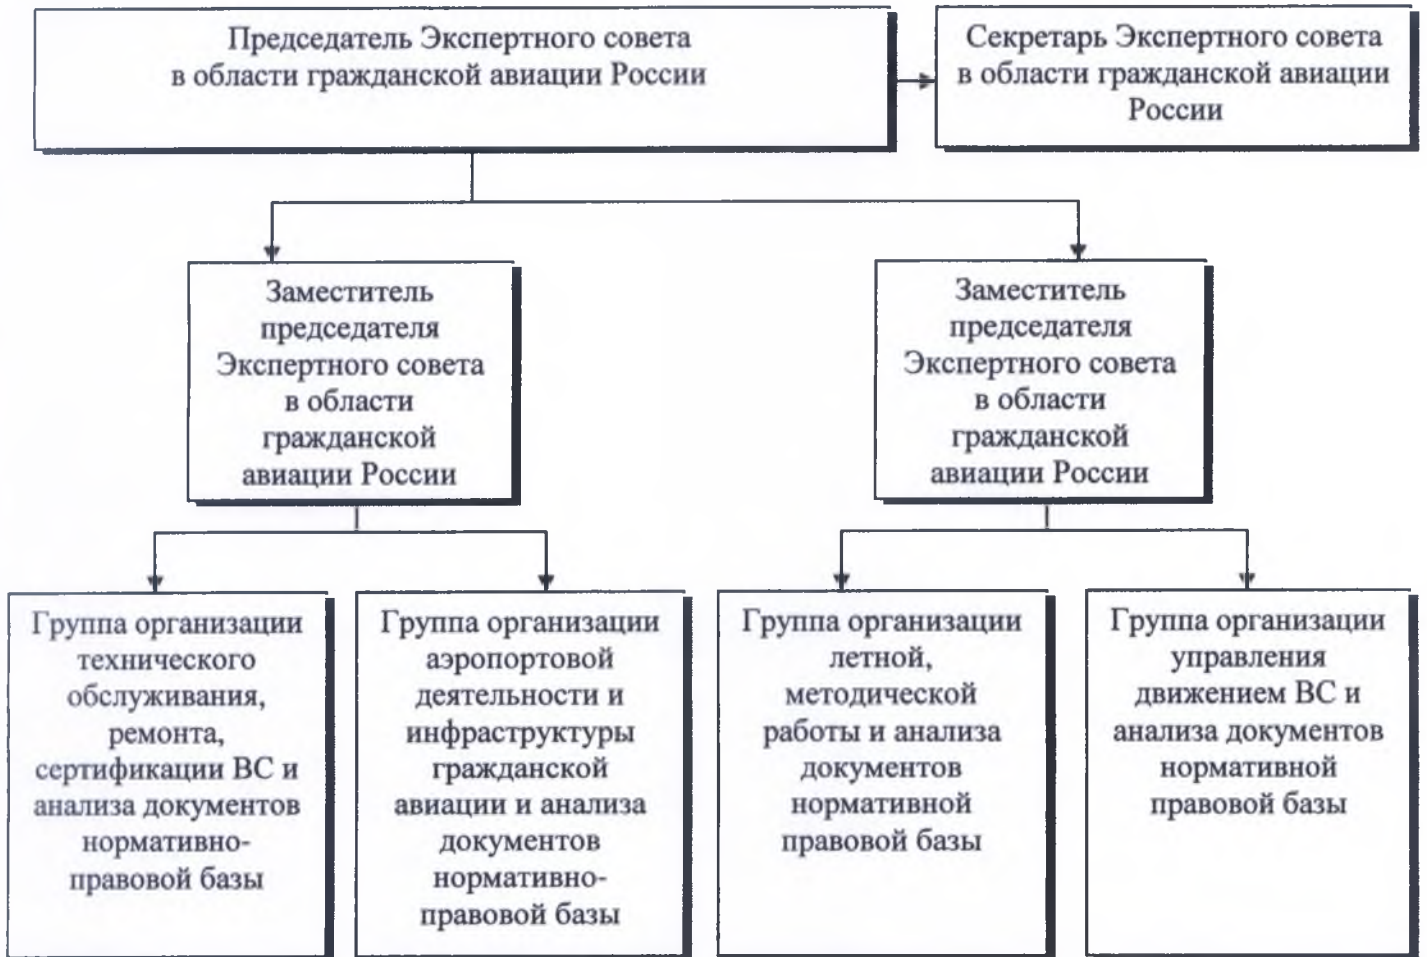 Председатель Экспертного совета
в области гражданской авиации России
Секретарь Экспертного совета
в области гражданской авиации
России
Заместитель
председателя
Экспертного совета
в области
гражданской
авиации России
Заместитель
председателя
Экспертного совета
в области
гражданской
авиации России
Группа организации
технического
обслуживания,
ремонта,
сертификации ВС и
анализа документов
нормативно-
правовой базы
Группа организации
аэропортовой
деятельности и
инфраструктуры
гражданской
авиации и анализа
документов
нормативно-
правовой базы
Группа организации
летной,
методической
работы и анализа
документов
нормативной
правовой базы
Группа организации
управления
движением ВС и
анализа документов
нормативной
правовой базы